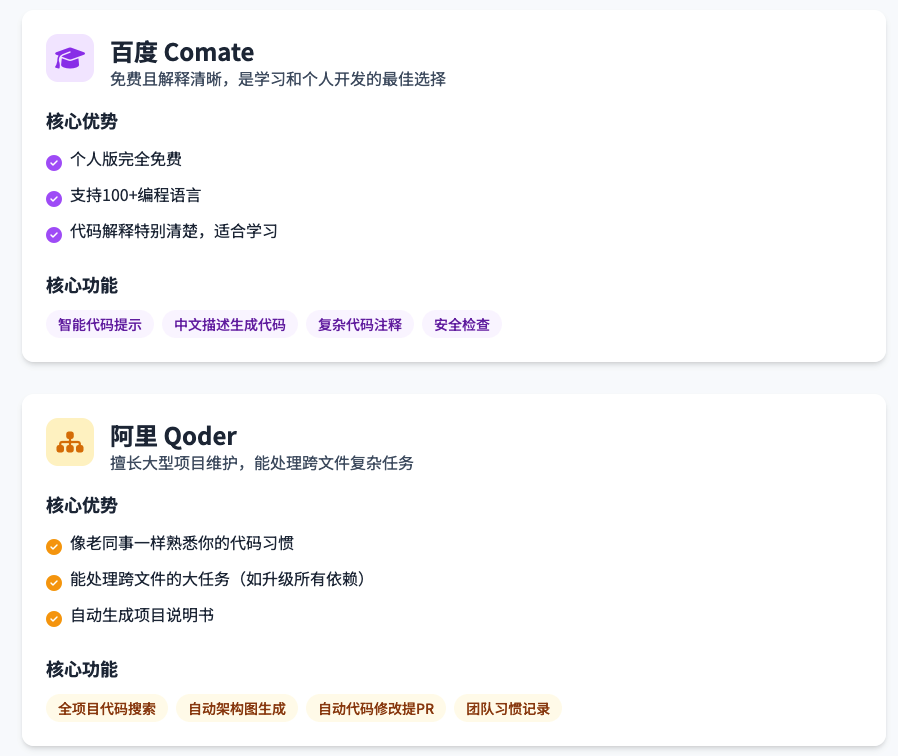 百度 Comate
免费且解释清晰，是学习和个人开发的最佳选择
核心优势
个人版完全免费
支持100+编程语言
代码解释特别清楚，适合学习
核心功能
智能代码提示 中文描述生成代码 复杂代码注释 安全检查
阿里 Qoder
擅长大型项目维护，能处理跨文件复杂任务
核心优势
像老同事一样熟悉你的代码习惯
能处理跨文件的大任务（如升级所有依赖）
自动生成项目说明书
核心功能
全项目代码搜索 自动架构图生成 自动代码修改提PR 团队习惯记录